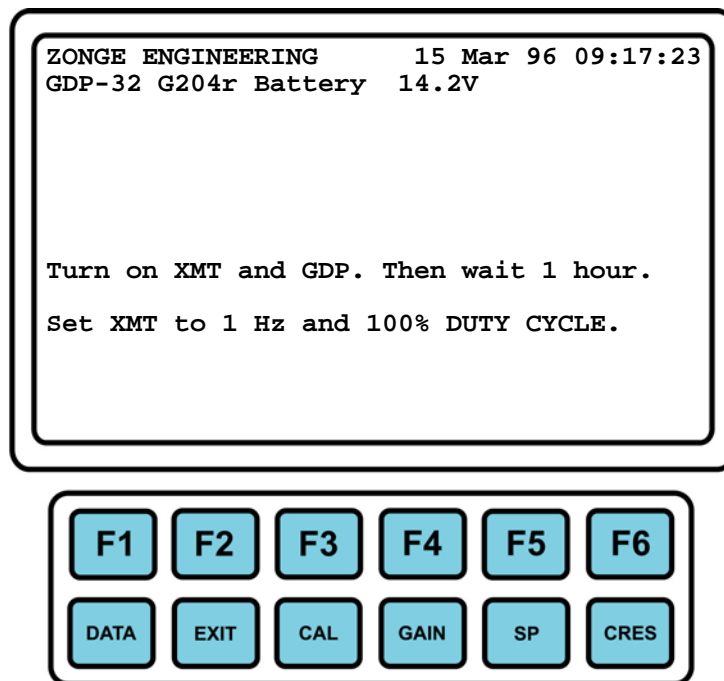 ZONGE ENGINEERING 15 Mar 96 09:17:23
GDP-32 G204r Battery 14.2V
Turn on XMT and GDP. Then wait 1 hour.
Set XMT to 1 Hz and 100% DUTY CYCLE.
F1 F2 F3 F4 F5 F6
DATA EXIT CAL GAIN SP CRES